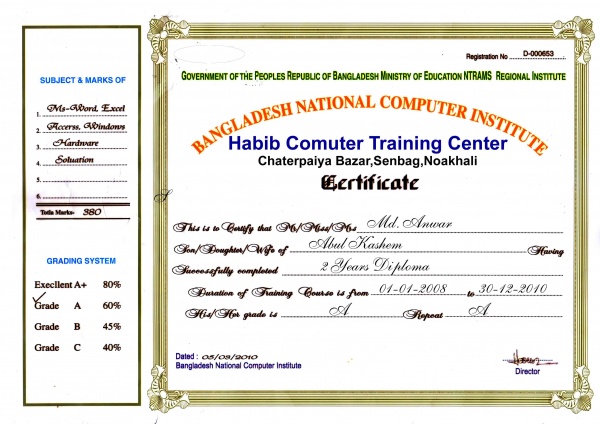 SUBJECT & MARKS OF
1. Ms-Word, Excel
2. Accerss, Windows
3. Hardware
4. Soluation
5.
6.
Totla Marks- 380
GRADING SYSTEM
Execllent A+ 80%
Grade A 60%
Grade B 45%
Grade C 40%
Registration No D-000653
GOVERNMENT OF THE PEOPLES REPUBLIC OF BANGLADESH MINISTRY OF EDUCATION NTRAMS REGIONAL INSTITUTE
BANGLADESH NATIONAL COMPUTER INSTITUTE
Habib Comuter Training Center
Chaterpaiya Bazar,Senbag,Noakhali
Certificate
This is to Certify that Mr/Miss/Mrs Md. Anwar
Son/Doughter/Wife of Abul Kashem Having
Successfully completed 2 Years Diploma
Duration of Training Course is from 01-01-2008 to 30-12-2010
His/Her grade is A Repeat A
Dated : 05/03/2010
Bangladesh National Computer Institute
Director